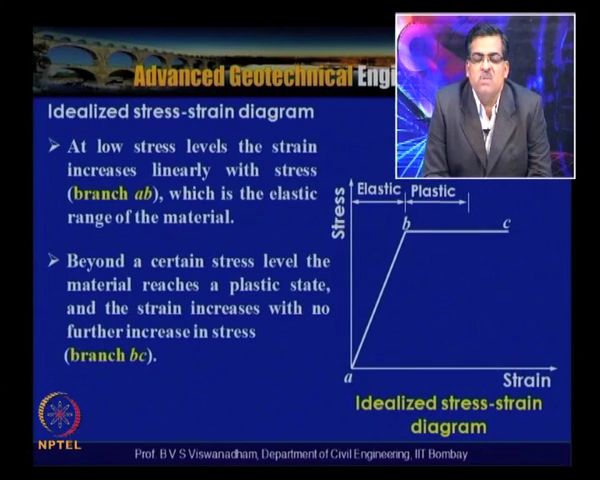 Advanced Geotechnical Engi
Idealized stress-strain diagram
➢ At low stress levels the strain
increases linearly with stress
(branch ab), which is the elastic
range of the material.
➢ Beyond a certain stress level the
material reaches a plastic state,
and the strain increases with no
further increase in stress
(branch bc).
Stress
Elastic Plastic
b c
a
Strain
Idealized stress-strain
diagram
NPTEL
Prof. B V S Viswanadham, Department of Civil Engineering, IIT Bombay